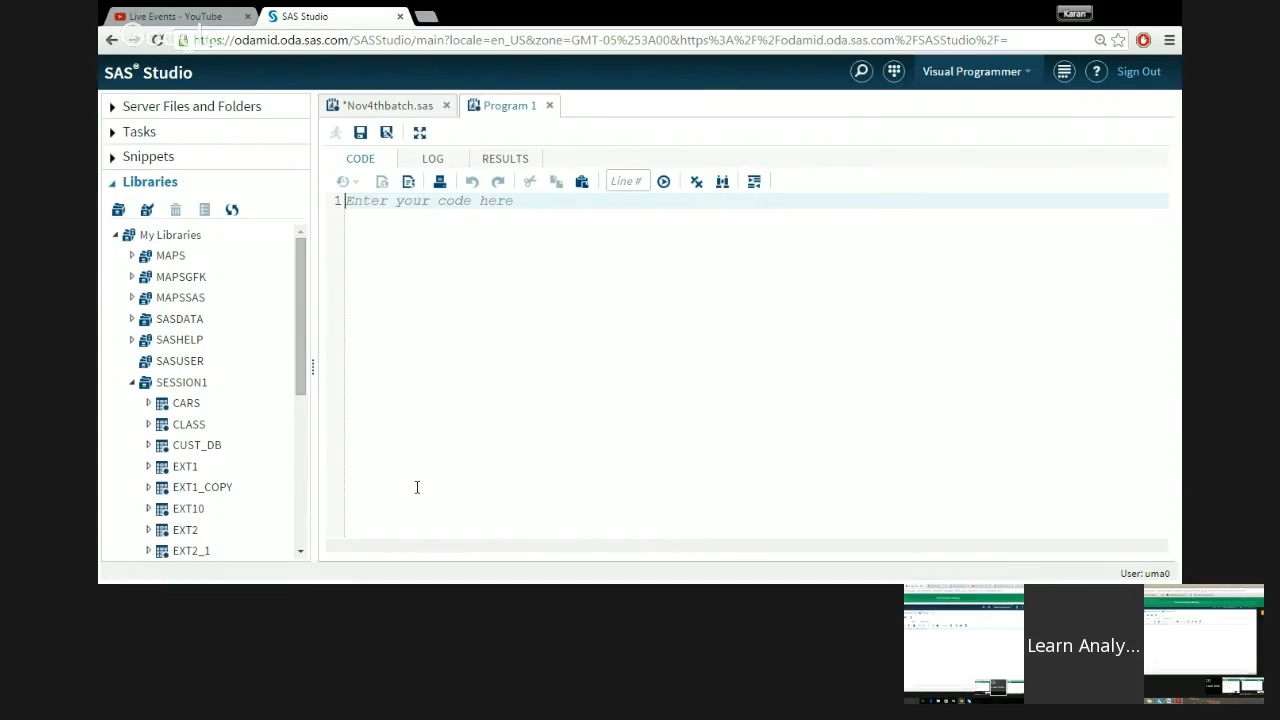 Live Events - YouTube
SAS Studio
Karan
https://odamid.oda.sas.com/SASStudio/main?locale=en_US&zone=GMT-05%253A00&https%3A%2F%2Fodamid.oda.sas.com%2FSASStudio%2F=
SAS® Studio
Visual Programmer
Sign Out
Server Files and Folders
Tasks
Snippets
Libraries
My Libraries
MAPS
MAPSGFK
MAPSSAS
SASDATA
SASHELP
SASUSER
SESSION1
CARS
CLASS
CUST_DB
EXT1
EXT1_COPY
EXT10
EXT2
EXT2_1
*Nov4thbatch.sas
Program 1
CODE
LOG
RESULTS
Line #
1
Enter your code here
User: uma0
Learn Analy...